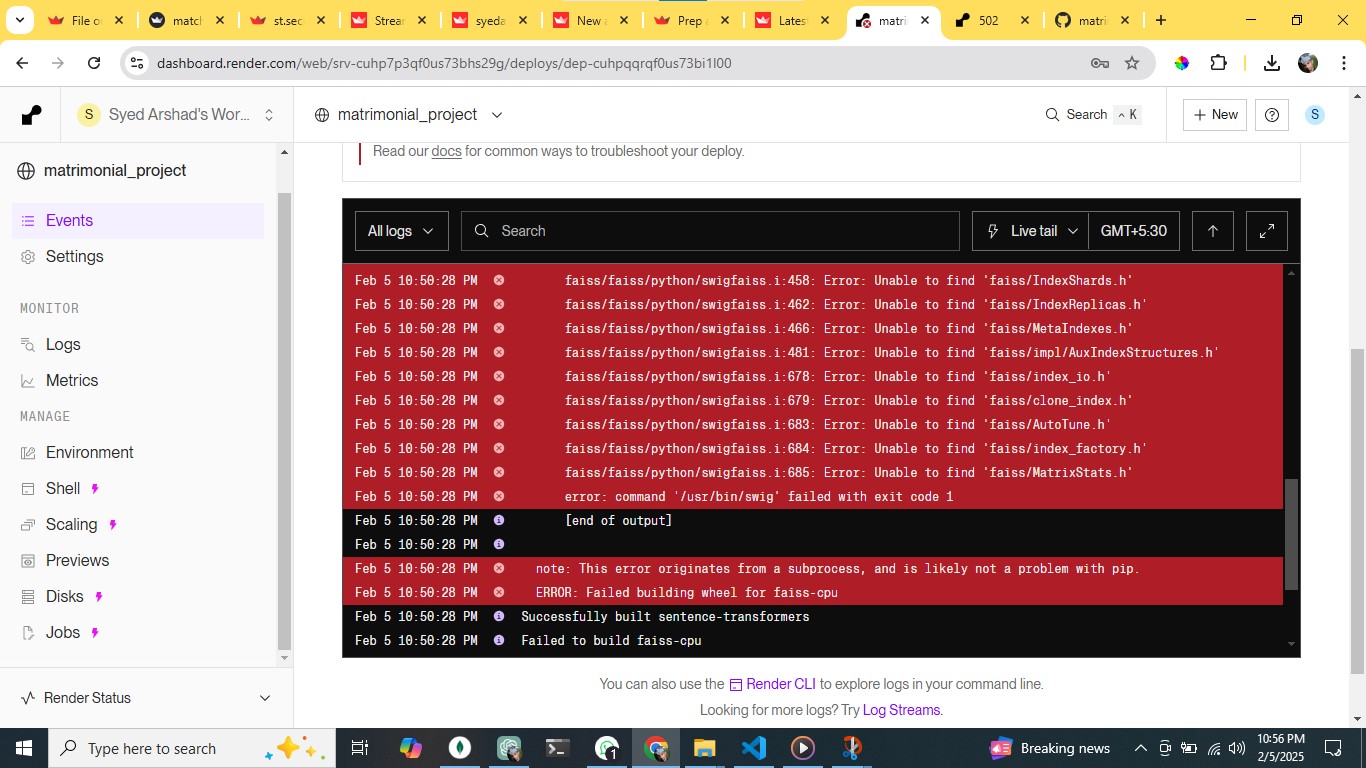 File o
match
st.sec
Stream
syeda
New a
Prep a
Latest
matri
502
matri
dashboard.render.com/web/srv-cuhp7p3qf0us73bhs29g/deploys/dep-cuhpqqrqf0us73bi1l00
S Syed Arshad's Wor...
matrimonial_project
Search ^ K
+ New
S
matrimonial_project
Events
Settings
MONITOR
Logs
Metrics
MANAGE
Environment
Shell
Scaling
Previews
Disks
Jobs
Render Status
Read our docs for common ways to troubleshoot your deploy.
All logs
Search
Live tail
GMT+5:30
Feb 5 10:50:28 PM faiss/faiss/python/swigfaiss.i:458: Error: Unable to find 'faiss/IndexShards.h'
Feb 5 10:50:28 PM faiss/faiss/python/swigfaiss.i:462: Error: Unable to find 'faiss/IndexReplicas.h'
Feb 5 10:50:28 PM faiss/faiss/python/swigfaiss.i:466: Error: Unable to find 'faiss/MetaIndexes.h'
Feb 5 10:50:28 PM faiss/faiss/python/swigfaiss.i:481: Error: Unable to find 'faiss/impl/AuxIndexStructures.h'
Feb 5 10:50:28 PM faiss/faiss/python/swigfaiss.i:678: Error: Unable to find 'faiss/index_io.h'
Feb 5 10:50:28 PM faiss/faiss/python/swigfaiss.i:679: Error: Unable to find 'faiss/clone_index.h'
Feb 5 10:50:28 PM faiss/faiss/python/swigfaiss.i:683: Error: Unable to find 'faiss/AutoTune.h'
Feb 5 10:50:28 PM faiss/faiss/python/swigfaiss.i:684: Error: Unable to find 'faiss/index_factory.h'
Feb 5 10:50:28 PM faiss/faiss/python/swigfaiss.i:685: Error: Unable to find 'faiss/MatrixStats.h'
Feb 5 10:50:28 PM error: command '/usr/bin/swig' failed with exit code 1
Feb 5 10:50:28 PM [end of output]
Feb 5 10:50:28 PM
Feb 5 10:50:28 PM note: This error originates from a subprocess, and is likely not a problem with pip.
Feb 5 10:50:28 PM ERROR: Failed building wheel for faiss-cpu
Feb 5 10:50:28 PM Successfully built sentence-transformers
Feb 5 10:50:28 PM Failed to build faiss-cpu
You can also use the Render CLI to explore logs in your command line.
Looking for more logs? Try Log Streams.
Type here to search
1
Breaking news
10:56 PM
2/5/2025